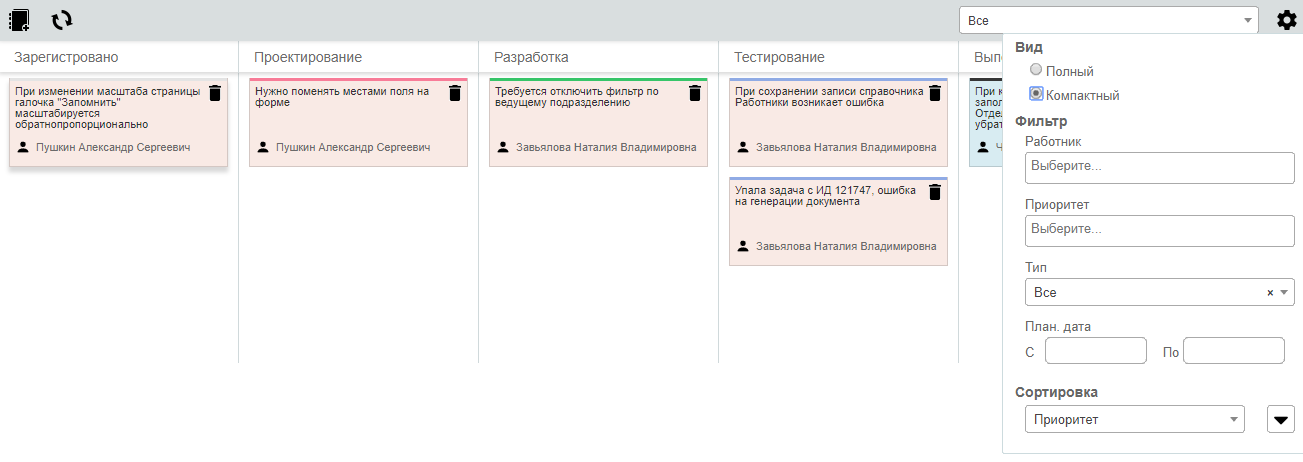 Все
Зарегистровано
Проектирование
Разработка
Тестирование
Вып
При изменении масштаба страницы
галочка "Запомнить"
масштабируется
обратнопропорционально
Пушкин Александр Сергеевич
Нужно поменять местами поля на
форме
Пушкин Александр Сергеевич
Требуется отключить фильтр по
ведущему подразделению
Завьялова Наталия Владимировна
При сохранении записи справочника
Работники возникает ошибка
Завьялова Наталия Владимировна
Упала задача с ИД 121747, ошибка
на генерации документа
Завьялова Наталия Владимировна
При к
запол
Отдел
убрат
Ч
Вид
Полный
Компактный
Фильтр
Работник
Выберите...
Приоритет
Выберите...
Тип
Все
План. дата
С По
Сортировка
Приоритет